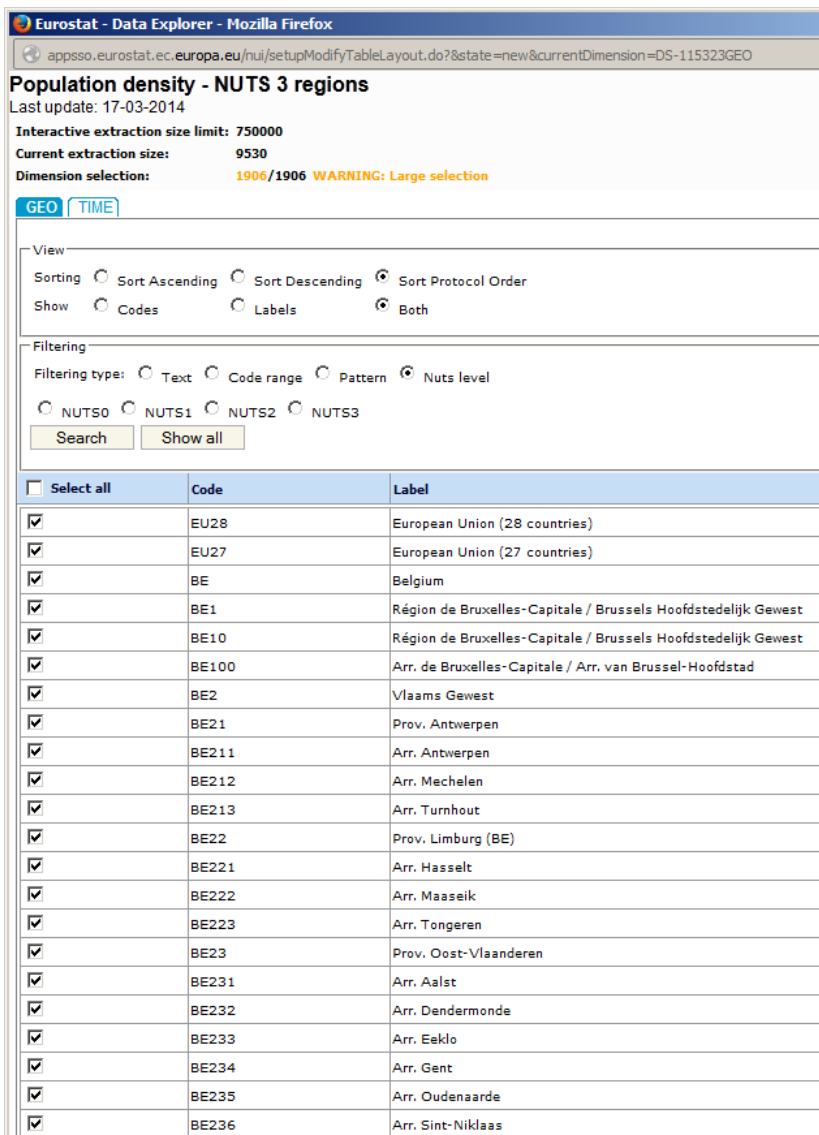 Eurostat - Data Explorer - Mozilla Firefox
appsso.eurostat.ec.europa.eu/nui/setupModifyTableLayout.do?&state=new&currentDimension=DS-115323GEO
Population density - NUTS 3 regions
Last update: 17-03-2014
Interactive extraction size limit: 750000
Current extraction size: 9530
Dimension selection: 1906/1906 WARNING: Large selection
GEO TIME
View
Sorting Sort Ascending Sort Descending Sort Protocol Order
Show Codes Labels Both
Filtering
Filtering type: Text Code range Pattern Nuts level
NUTS0 NUTS1 NUTS2 NUTS3
Search Show all
Select all Code Label
EU28 European Union (28 countries)
EU27 European Union (27 countries)
BE Belgium
BE1 Région de Bruxelles-Capitale / Brussels Hoofdstedelijk Gewest
BE10 Région de Bruxelles-Capitale / Brussels Hoofdstedelijk Gewest
BE100 Arr. de Bruxelles-Capitale / Arr. van Brussel-Hoofdstad
BE2 Vlaams Gewest
BE21 Prov. Antwerpen
BE211 Arr. Antwerpen
BE212 Arr. Mechelen
BE213 Arr. Turnhout
BE22 Prov. Limburg (BE)
BE221 Arr. Hasselt
BE222 Arr. Maaseik
BE223 Arr. Tongeren
BE23 Prov. Oost-Vlaanderen
BE231 Arr. Aalst
BE232 Arr. Dendermonde
BE233 Arr. Eeklo
BE234 Arr. Gent
BE235 Arr. Oudenaarde
BE236 Arr. Sint-Niklaas